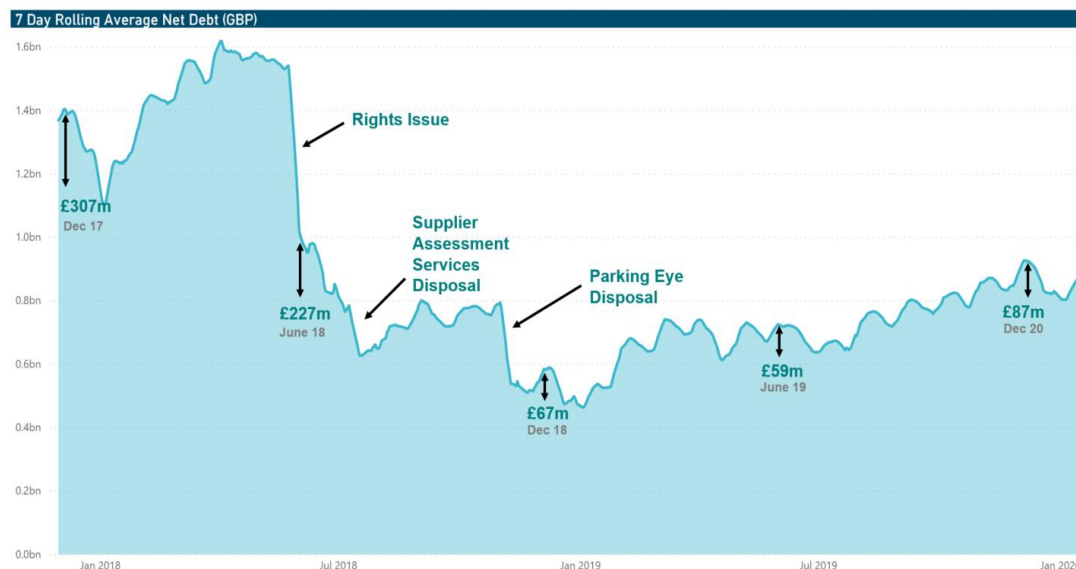 7 Day Rolling Average Net Debt (GBP)
1.6bn
1.4bn
1.2bn
1.0bn
0.8bn
0.6bn
0.4bn
0.2bn
0.0bn
Rights Issue
£307m
Dec 17
Supplier
Assessment
Services
Disposal
Parking Eye
Disposal
£227m
June 18
£67m
Dec 18
£59m
June 19
£87m
Dec 20
Jan 2018
Jul 2018
Jan 2019
Jul 2019
Jan 2020